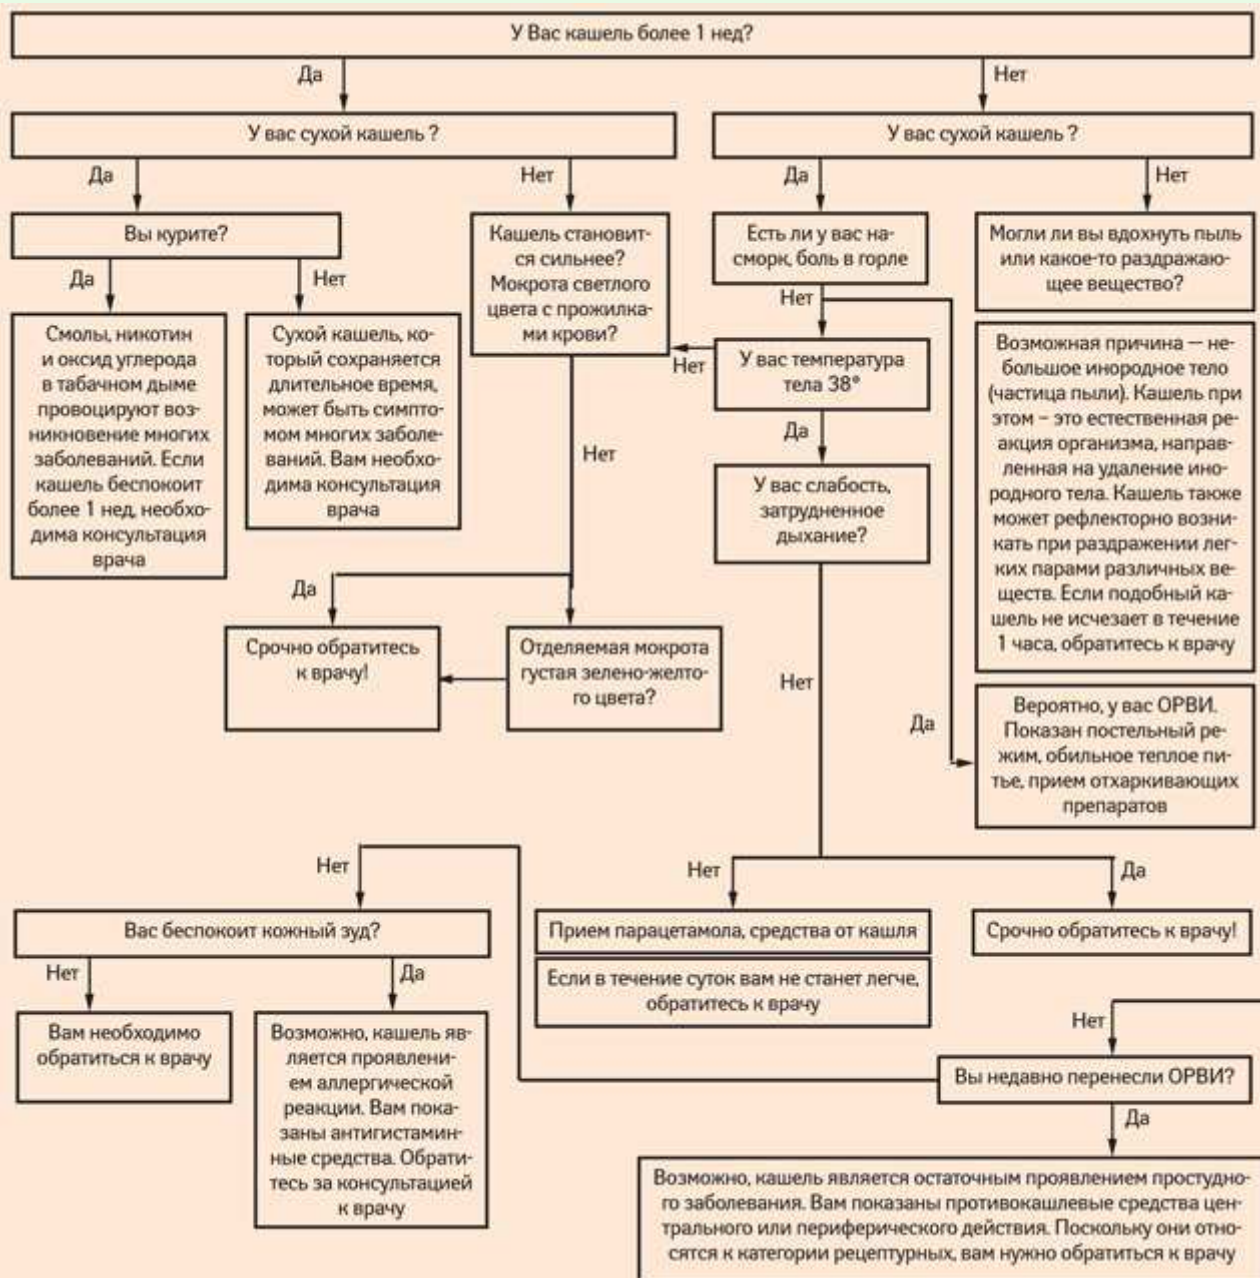 У Вас кашель более 1 нед?
Да
Нет
У вас сухой кашель ?
У вас сухой кашель ?
Да
Нет
Да
Нет
Вы курите?
Кашель становит-
ся сильнее?
Мокрота светлого
цвета с прожилка-
ми крови?
Есть ли у вас на-
сморк, боль в горле
Могли ли вы вдохнуть пыль
или какое-то раздражаю-
щее вещество?
Да
Нет
Нет
Смолы, никотин
и оксид углерода
в табачном дыме
провоцируют воз-
никновение многих
заболеваний. Если
кашель беспокоит
более 1 нед, необхо-
дима консультация
врача
Сухой кашель, ко-
торый сохраняется
длительное время,
может быть симпто-
мом многих заболе-
ваний. Вам необхо-
дима консультация
врача
Нет
У вас температура
тела 38°
Возможная причина — не-
большое инородное тело
(частица пыли). Кашель при
этом – это естественная ре-
акция организма, направ-
ленная на удаление ино-
родного тела. Кашель также
может рефлекторно возни-
кать при раздражении лег-
ких парами различных ве-
ществ. Если подобный ка-
шель не исчезает в течение
1 часа, обратитесь к врачу
Да
Нет
У вас слабость,
затрудненное
дыхание?
Да
Срочно обратитесь
к врачу!
Отделяемая мокрота
густая зелено-желто-
го цвета?
Нет
Да
Вероятно, у вас ОРВИ.
Показан постельный ре-
жим, обильное теплое пи-
тье, прием отхаркивающих
препаратов
Нет
Нет
Да
Вас беспокоит кожный зуд?
Прием парацетамола, средства от кашля
Срочно обратитесь к врачу!
Нет
Да
Если в течение суток вам не станет легче,
обратитесь к врачу
Вам необходимо
обратиться к врачу
Возможно, кашель яв-
ляется проявлени-
ем аллергической
реакции. Вам пока-
заны антигистамин-
ные средства. Обрати-
тесь за консультацией
к врачу
Нет
Вы недавно перенесли ОРВИ?
Да
Возможно, кашель является остаточным проявлением простудно-
го заболевания. Вам показаны противокашлевые средства цен-
трального или периферического действия. Поскольку они отно-
сятся к категории рецептурных, вам нужно обратиться к врачу